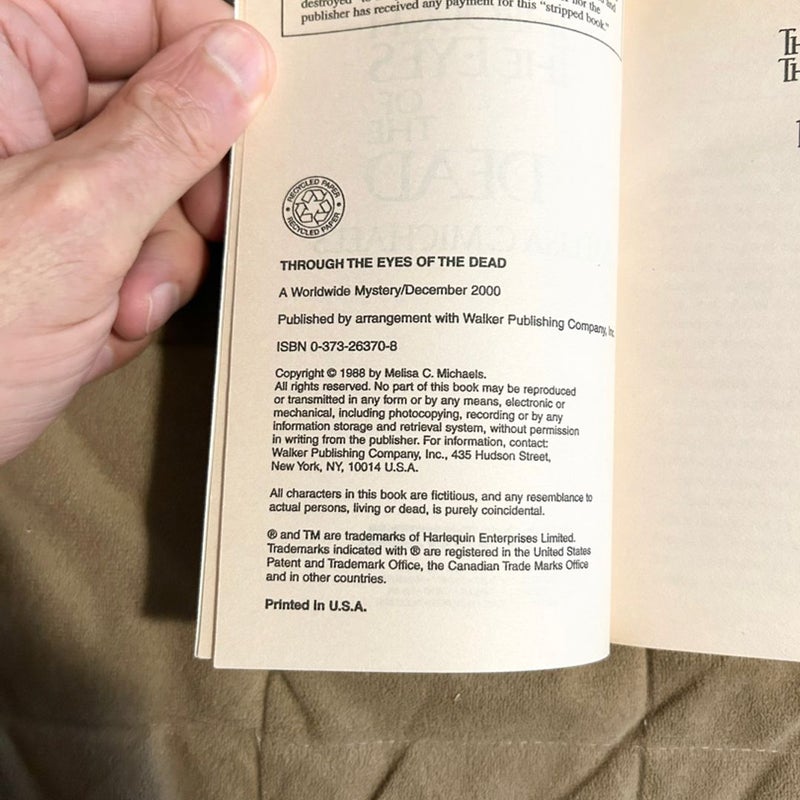 destroyed" to the
nor the
and
publisher has received any payment for this "stripped book."
RECYCLED PAPER
RECYCLED PAPER
THROUGH THE EYES OF THE DEAD
A Worldwide Mystery/December 2000
Published by arrangement with Walker Publishing Company, Inc
ISBN 0-373-26370-8
Copyright © 1988 by Melisa C. Michaels.
All rights reserved. No part of this book may be reproduced
or transmitted in any form or by any means, electronic or
mechanical, including photocopying, recording or by any
information storage and retrieval system, without permission
in writing from the publisher. For information, contact:
Walker Publishing Company, Inc., 435 Hudson Street,
New York, NY, 10014 U.S.A.
All characters in this book are fictitious, and any resemblance to
actual persons, living or dead, is purely coincidental.
® and TM are trademarks of Harlequin Enterprises Limited.
Trademarks indicated with ® are registered in the United States
Patent and Trademark Office, the Canadian Trade Marks Office
and in other countries.
Printed in U.S.A.